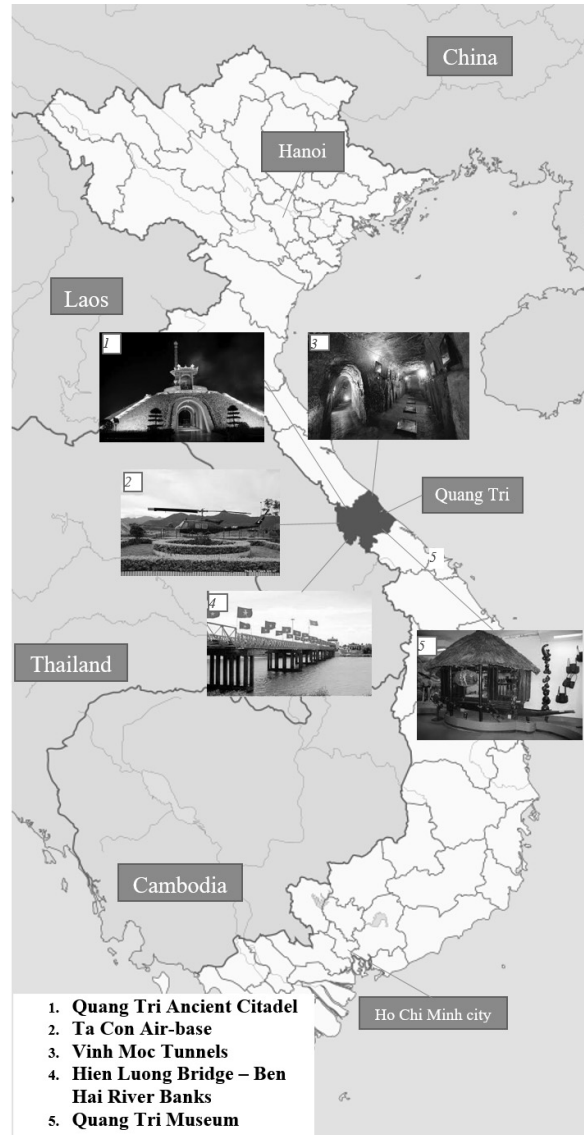 China
Hanoi
Laos
1
3
2
Quang Tri
5
4
Thailand
5
Cambodia
Ho Chi Minh city
1. Quang Tri Ancient Citadel
2. Ta Con Air-base
3. Vinh Moc Tunnels
4. Hien Luong Bridge – Ben
Hai River Banks
5. Quang Tri Museum